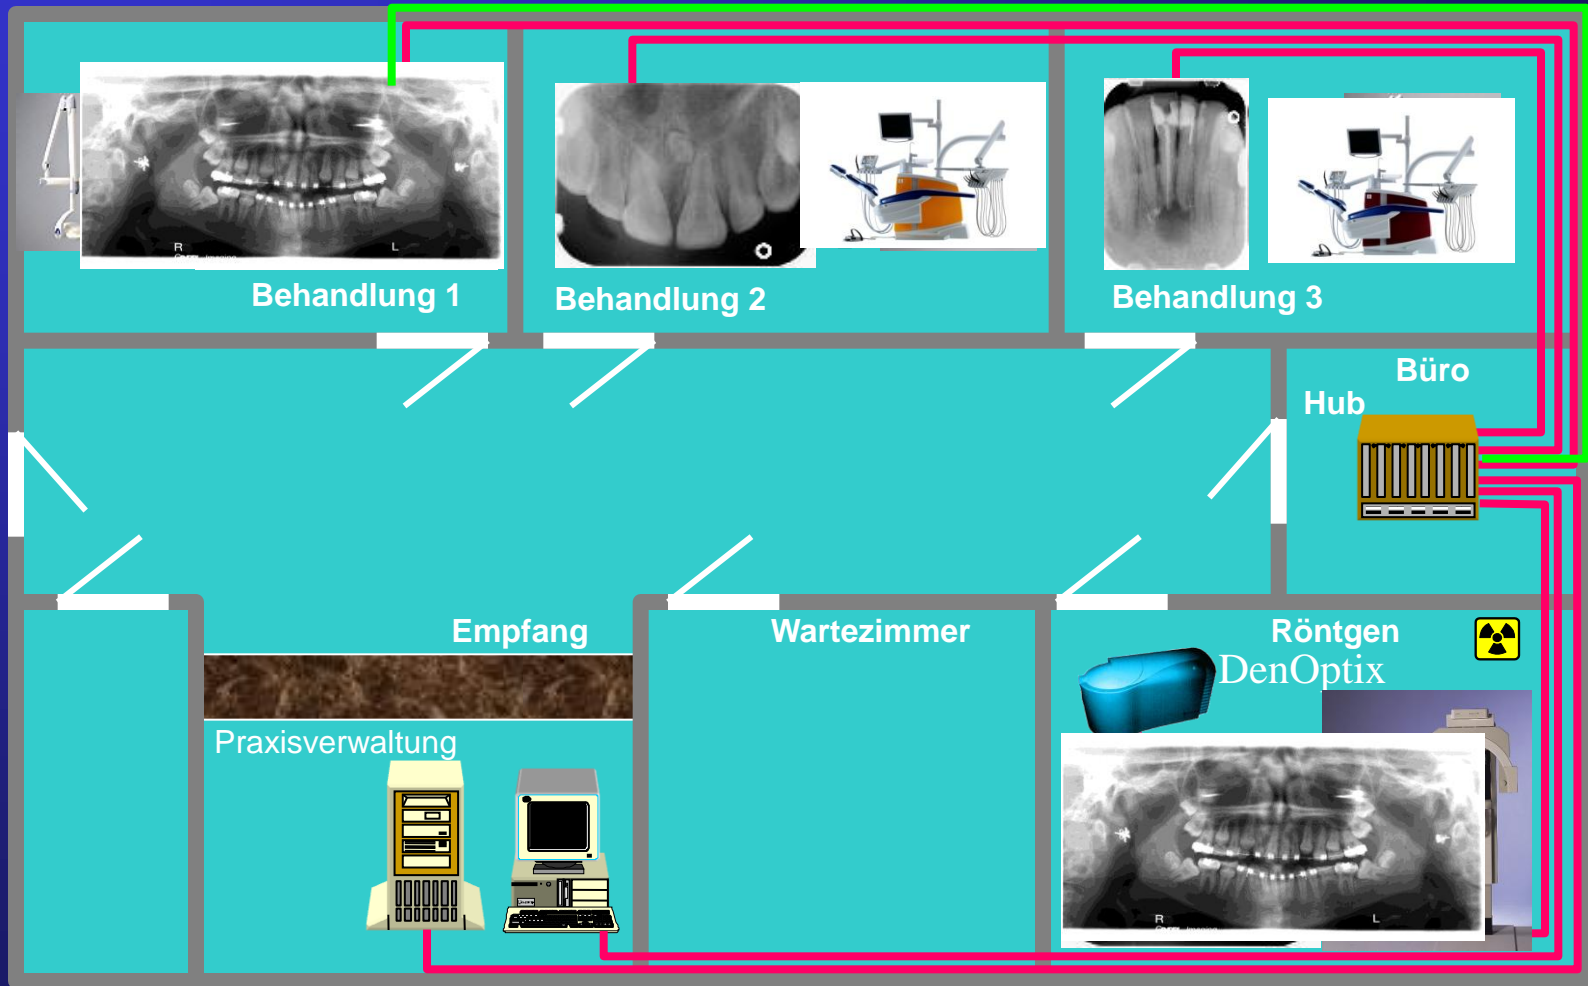 R
L
Behandlung 1
Behandlung 2
Behandlung 3
Büro
Hub
Empfang
Wartezimmer
Röntgen
DenOptix
Praxisverwaltung
R
L